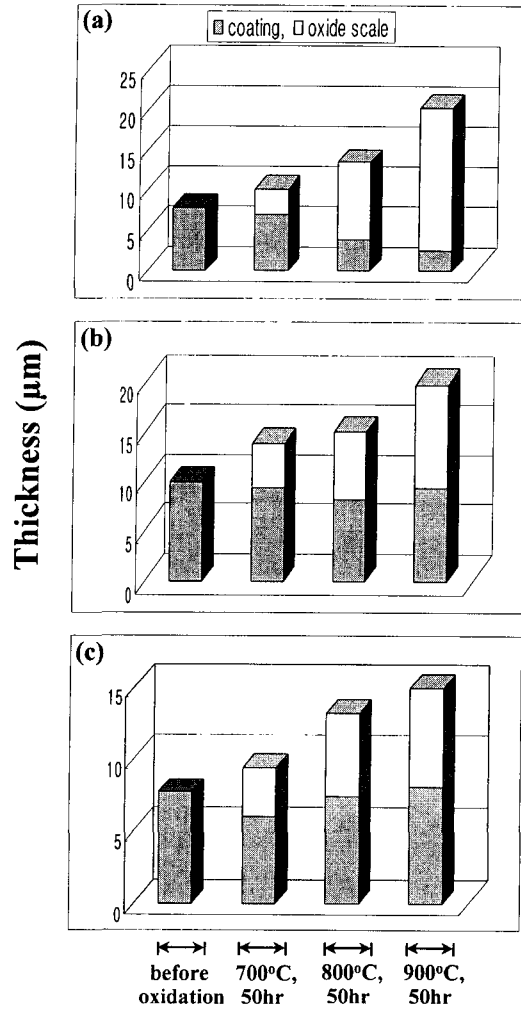 (a)
coating, oxide scale
25
20
15
10
5
0
(b)
20
15
10
5
0
(c)
15
10
5
0
Thickness (μm)
before 700°C, 800°C, 900°C,
oxidation 50hr 50hr 50hr